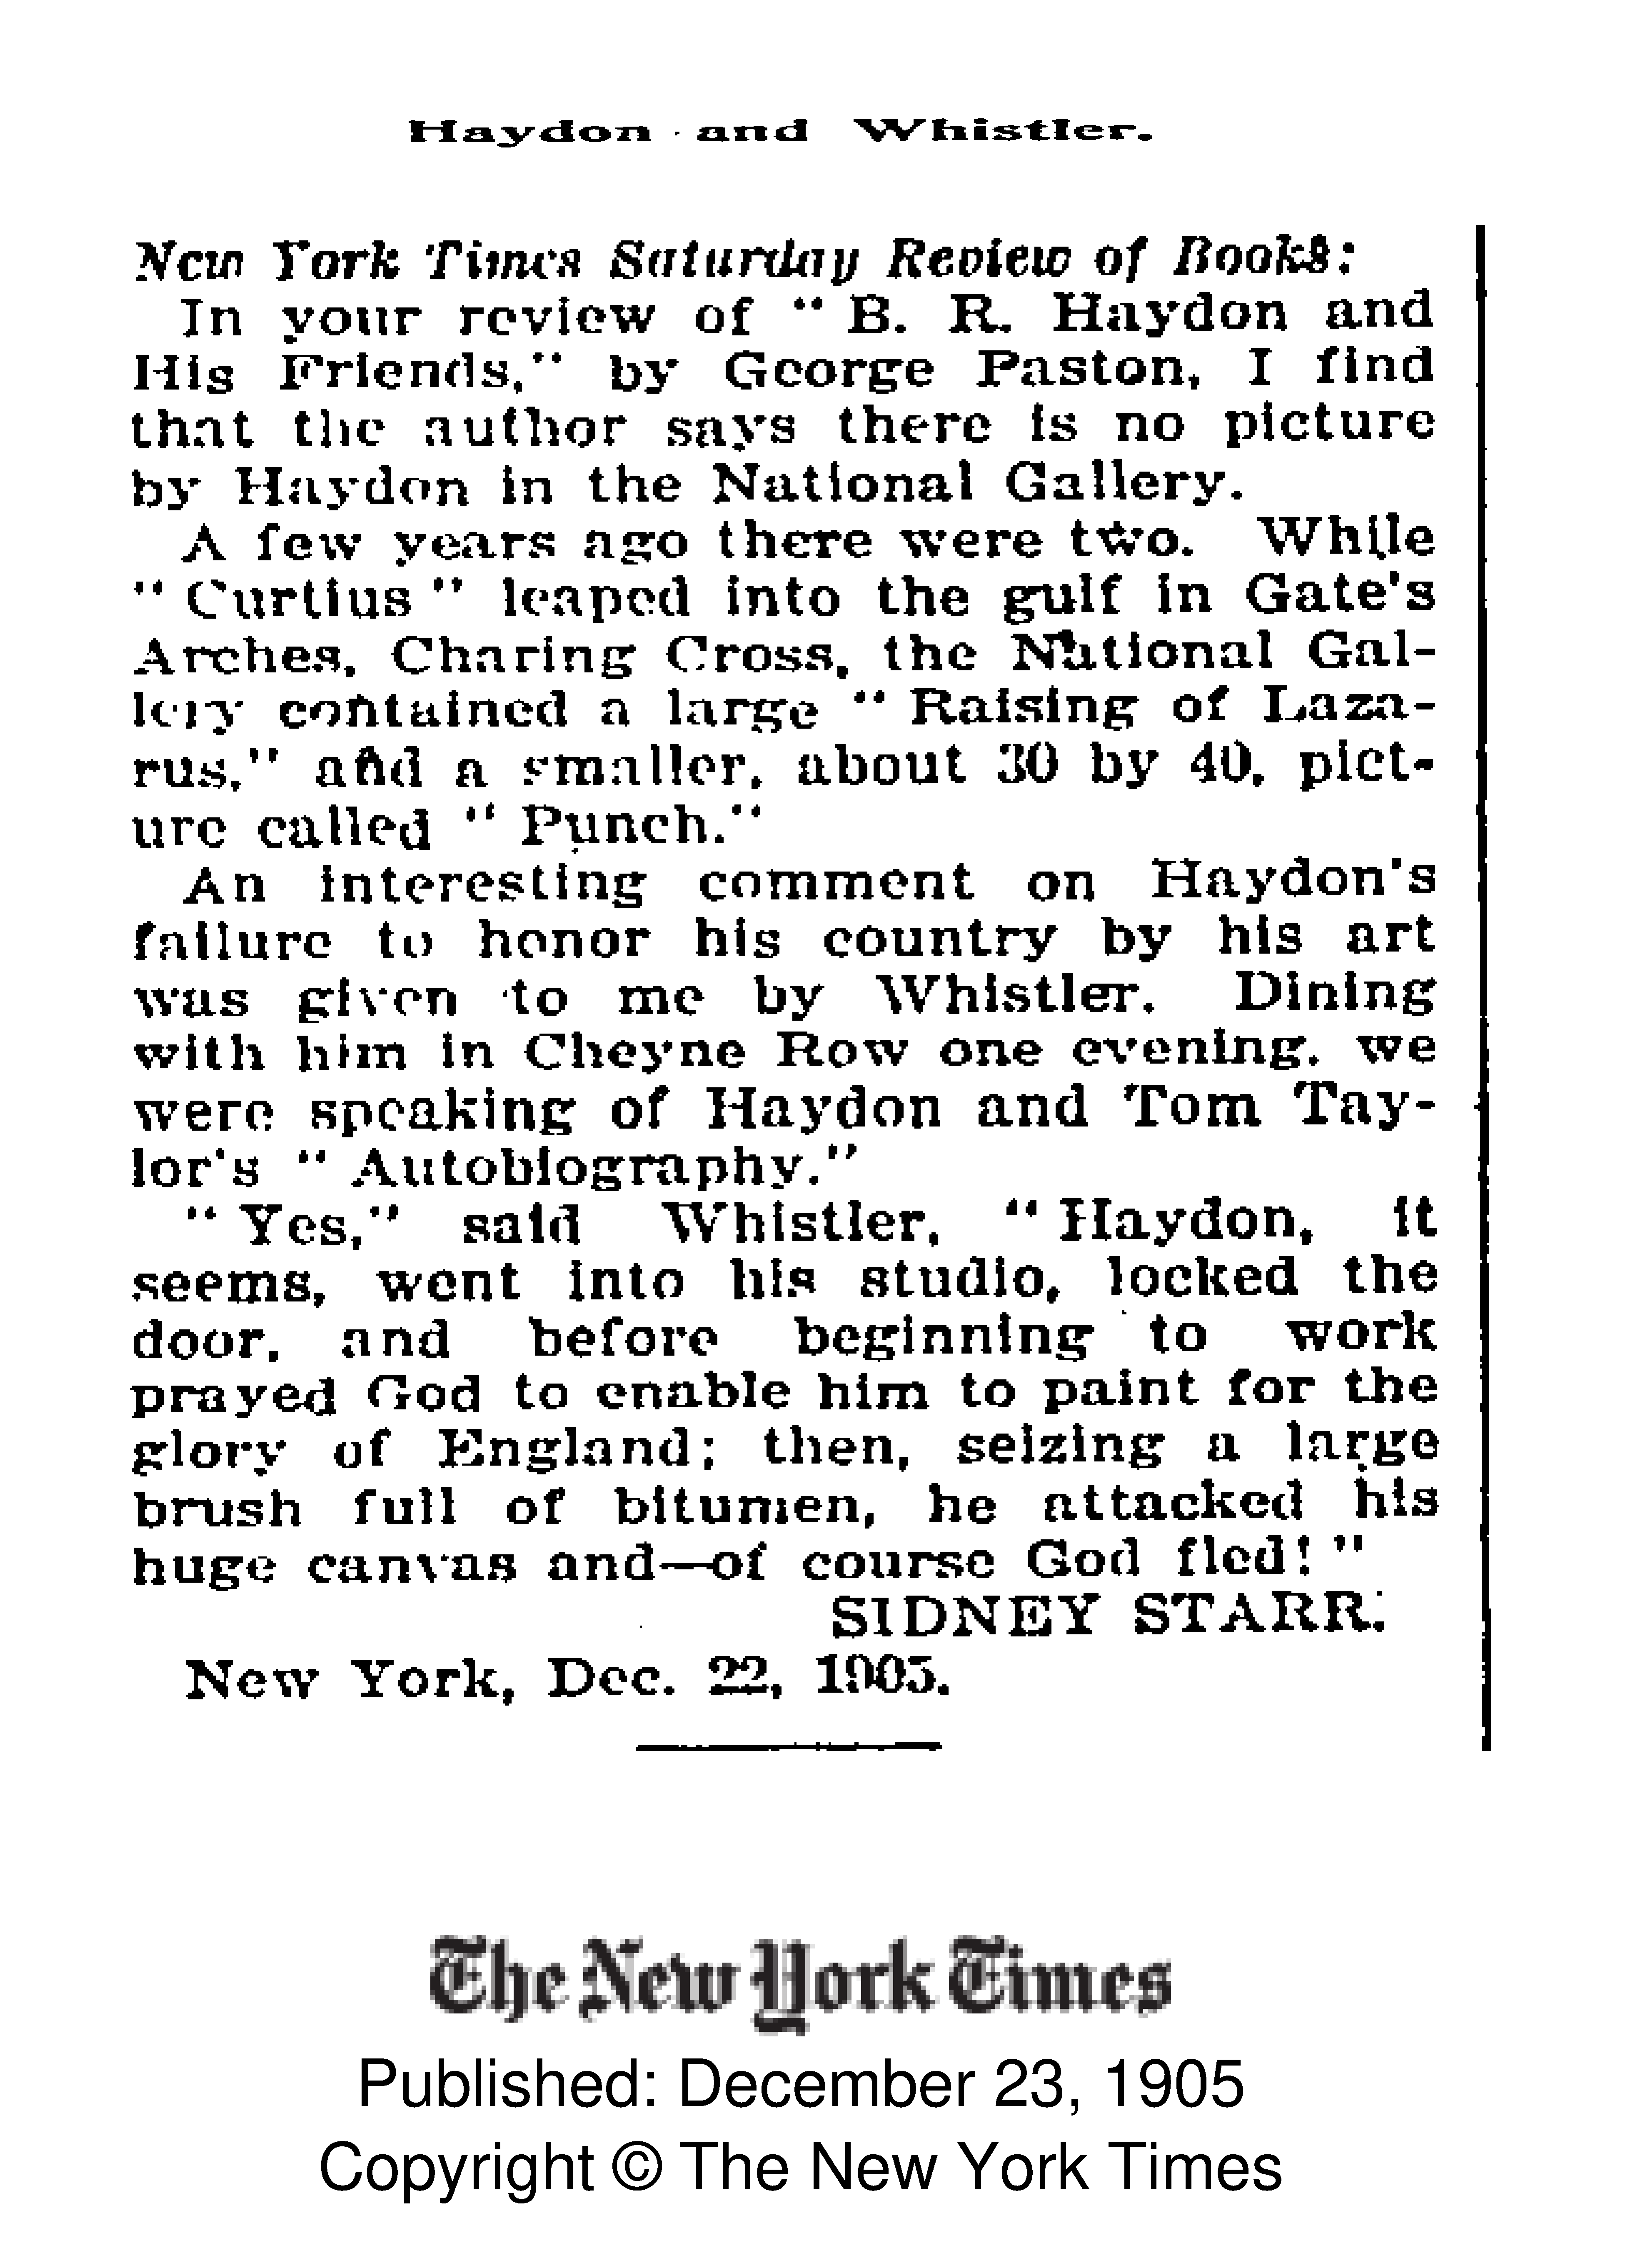 Haydon and Whistler.
New York Times Saturday Review of Books:
In your review of "B. R. Haydon and
His Friends," by George Paston, I find
that the author says there is no picture
by Haydon in the National Gallery.
A few years ago there were two. While
"Curtius" leaped into the gulf in Gate's
Arches, Charing Cross, the National Gal-
lery contained a large "Raising of Laza-
rus," and a smaller, about 30 by 40, pict-
ure called "Punch."
An interesting comment on Haydon's
failure to honor his country by his art
was given to me by Whistler. Dining
with him in Cheyne Row one evening, we
were speaking of Haydon and Tom Tay-
lor's "Autobiography."
"Yes," said Whistler, "Haydon, it
seems, went into his studio, locked the
door, and before beginning to work
prayed God to enable him to paint for the
glory of England; then, seizing a large
brush full of bitumen, he attacked his
huge canvas and—of course God fled!"
SIDNEY STARR.
New York, Dec. 22, 1905.
The New York Times
Published: December 23, 1905
Copyright © The New York Times